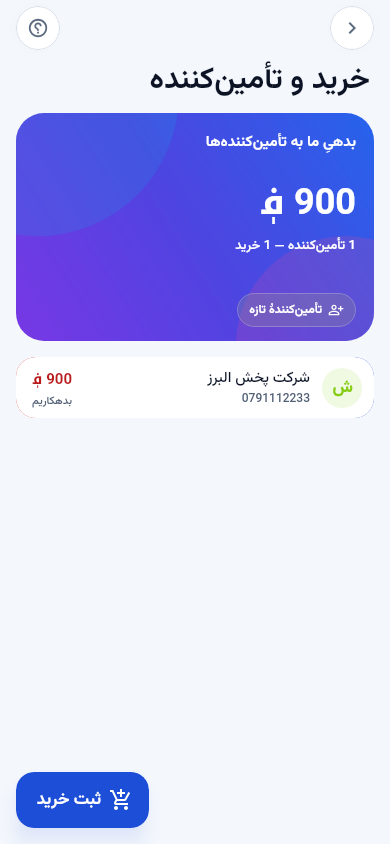 خرید و تأمین‌کننده
بدهیِ ما به تأمین‌کننده‌ها
900 ؋
1 تأمین‌کننده — 1 خرید
تأمین‌کنندهٔ تازه
ش
شرکت پخش البرز
0791112233
900 ؋
بدهکاریم
ثبت خرید